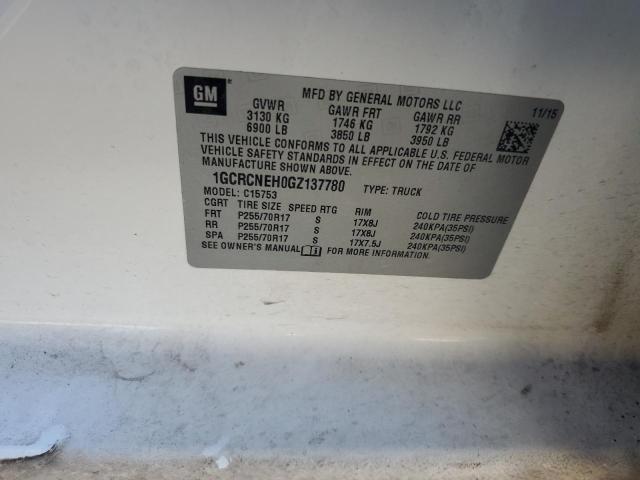 GM
MFD BY GENERAL MOTORS LLC
11/15
GVWR GAWR FRT GAWR RR
3130 KG 1746 KG 1792 KG
6900 LB 3850 LB 3950 LB
THIS VEHICLE CONFORMS TO ALL APPLICABLE U.S. FEDERAL MOTOR
VEHICLE SAFETY STANDARDS IN EFFECT ON THE DATE OF
MANUFACTURE SHOWN ABOVE.
1GCRCNEH0GZ137780 TYPE: TRUCK
MODEL: C15753
CGRT TIRE SIZE SPEED RTG RIM COLD TIRE PRESSURE
FRT P255/70R17 S 17X8J 240KPA(35PSI)
RR P255/70R17 S 17X8J 240KPA(35PSI)
SPA P255/70R17 S 17X7.5J 240KPA(35PSI)
SEE OWNER'S MANUAL FOR MORE INFORMATION.